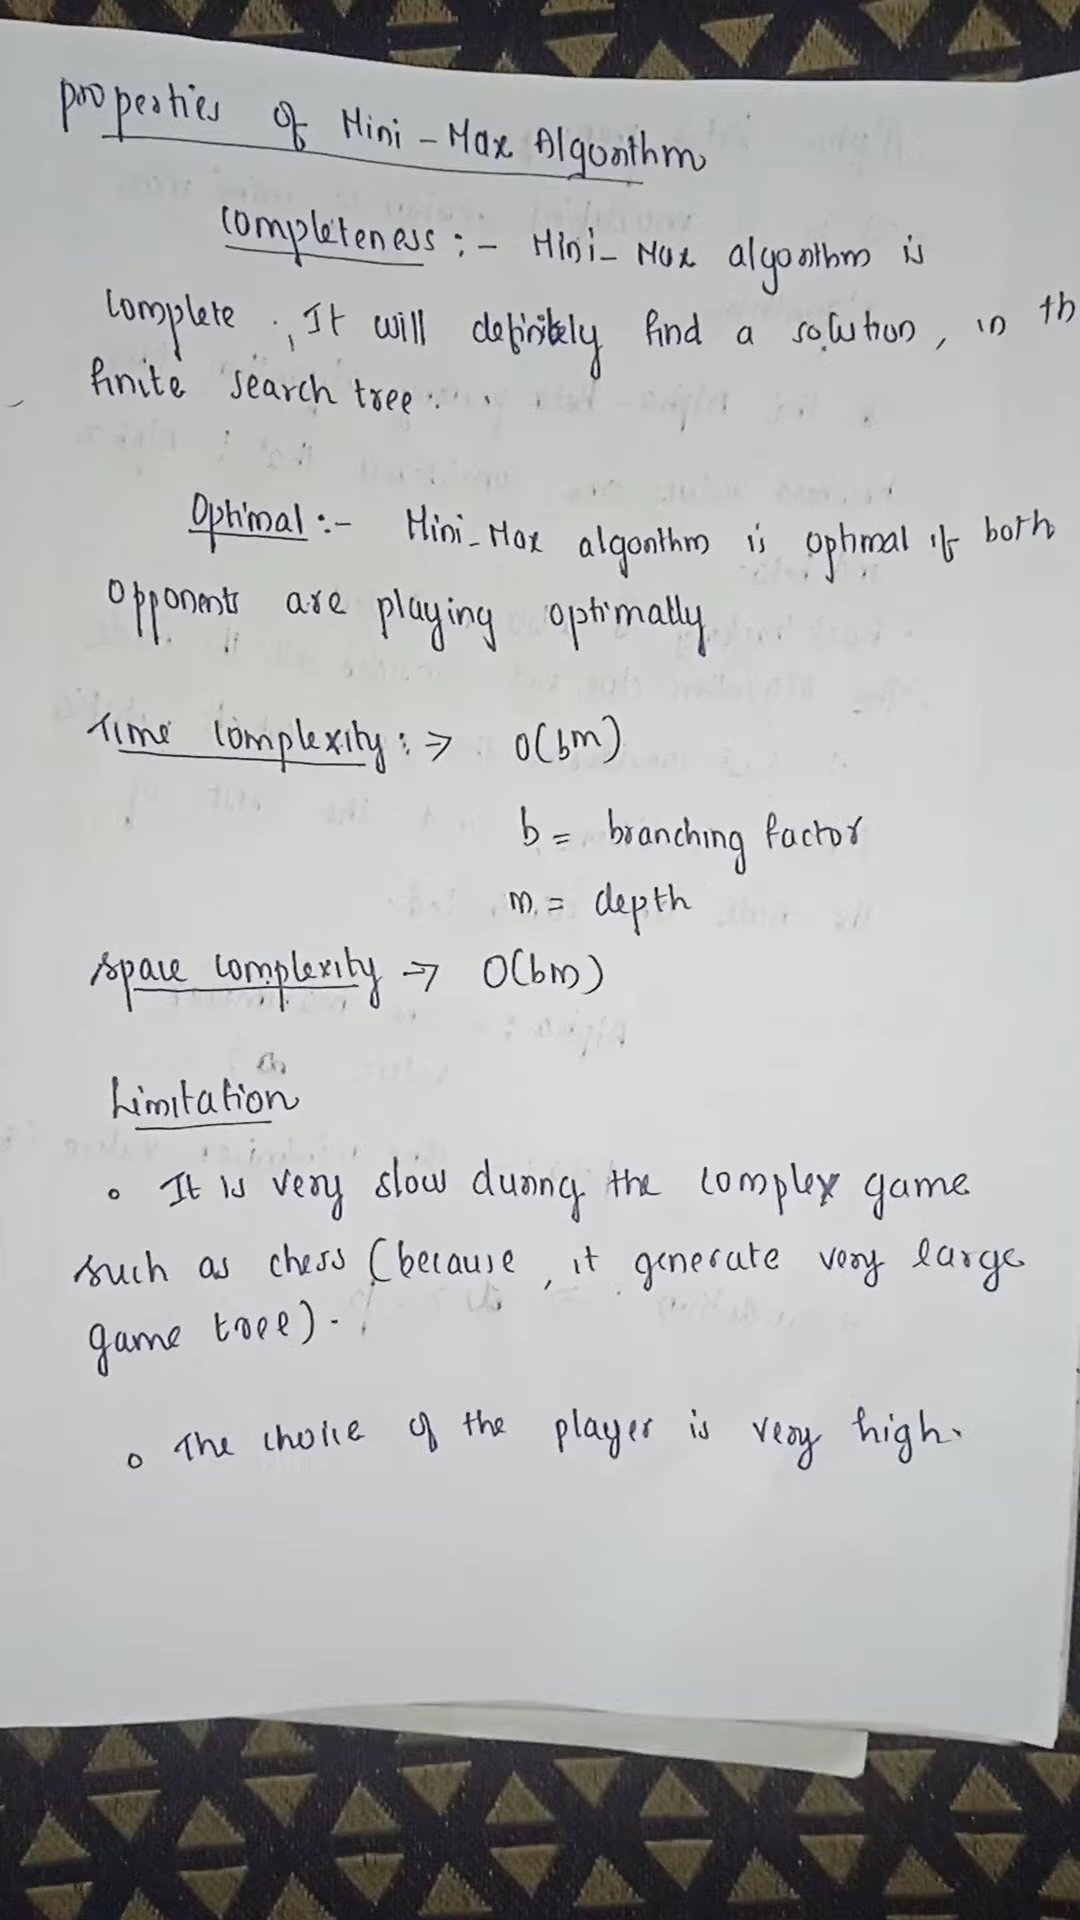 properties of Mini - Max Algorithm
Completeness :- Mini - Max algorithm is
complete . It will definitely find a solution, in th
finite search tree.
Optimal :- Mini - Max algorithm is optimal if both
opponents are playing optimally
Time complexity : ⇒ O(bm)
b = branching factor
m = depth
space complexity → O(bm)
Limitation
• It is very slow during the complex game
such as chess (because, it generate very large
game tree).
• The choice of the player is very high.